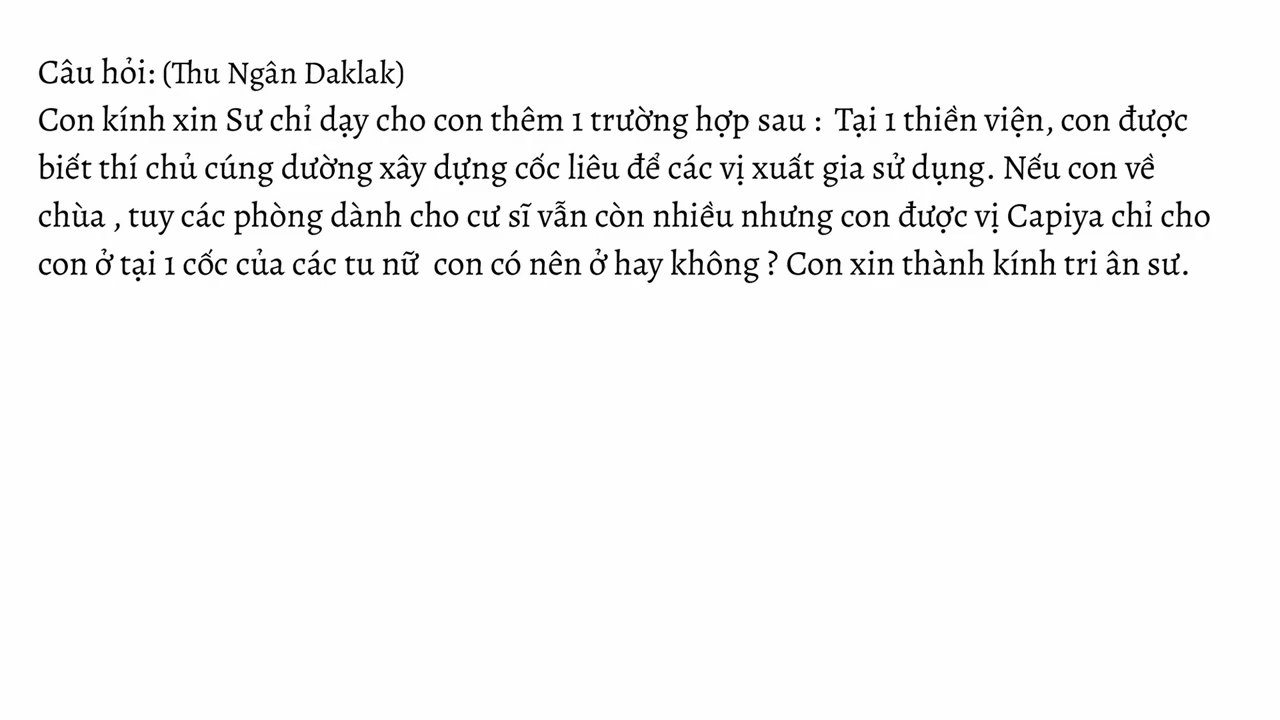 Câu hỏi: (Thu Ngân Daklak)
Con kính xin Sư chỉ dạy cho con thêm 1 trường hợp sau : Tại 1 thiền viện, con được
biết thí chủ cúng dường xây dựng cốc liêu để các vị xuất gia sử dụng. Nếu con về
chùa , tuy các phòng dành cho cư sĩ vẫn còn nhiều nhưng con được vị Capiya chỉ cho
con ở tại 1 cốc của các tu nữ con có nên ở hay không ? Con xin thành kính tri ân sư.